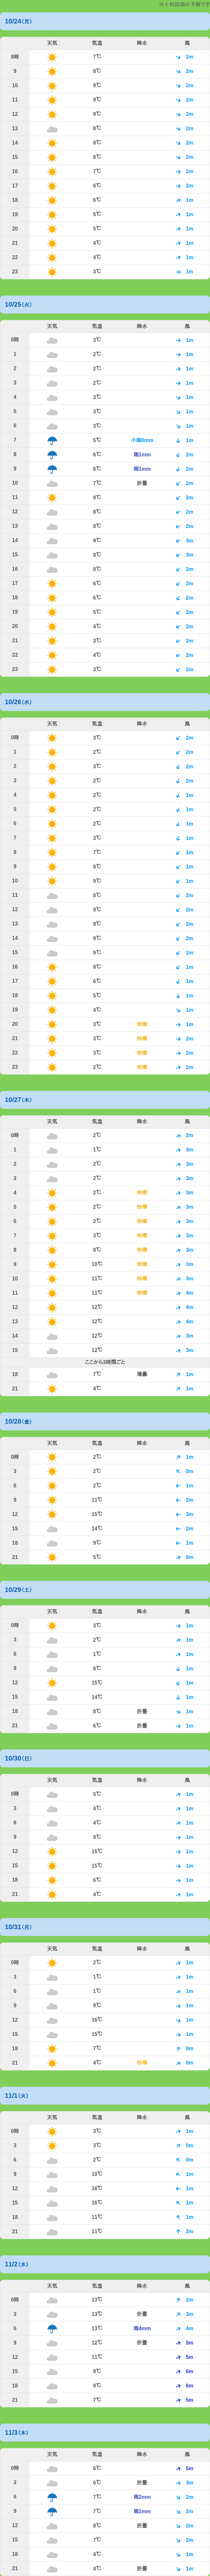 ※十和田湖の予報です
10/24(月)
天気 気温 降水 風
8時 7℃ 2m
9 8℃ 2m
10 9℃ 2m
11 9℃ 2m
12 9℃ 2m
13 8℃ 2m
14 8℃ 2m
15 8℃ 2m
16 7℃ 2m
17 6℃ 2m
18 6℃ 1m
19 5℃ 1m
20 5℃ 1m
21 4℃ 1m
22 4℃ 1m
23 3℃ 1m
10/25(火)
天気 気温 降水 風
0時 3℃ 1m
1 2℃ 1m
2 2℃ 1m
3 2℃ 1m
4 3℃ 1m
5 3℃ 1m
6 3℃ 1m
7 5℃ 小雨0mm 1m
8 6℃ 雨1mm 2m
9 6℃ 雨1mm 2m
10 7℃ 折畳 2m
11 8℃ 2m
12 8℃ 2m
13 8℃ 2m
14 9℃ 3m
15 8℃ 3m
16 8℃ 2m
17 6℃ 2m
18 6℃ 2m
19 5℃ 2m
20 4℃ 2m
21 3℃ 2m
22 4℃ 2m
23 3℃ 2m
10/26(水)
天気 気温 降水 風
0時 3℃ 2m
1 2℃ 2m
2 3℃ 2m
3 2℃ 2m
4 2℃ 1m
5 2℃ 1m
6 2℃ 1m
7 3℃ 1m
8 7℃ 1m
9 8℃ 1m
10 9℃ 1m
11 8℃ 2m
12 9℃ 2m
13 9℃ 2m
14 9℃ 2m
15 9℃ 2m
16 8℃ 1m
17 6℃ 1m
18 5℃ 1m
19 4℃ 1m
20 3℃ 快晴 1m
21 3℃ 快晴 2m
22 3℃ 快晴 2m
23 2℃ 快晴 2m
10/27(木)
天気 気温 降水 風
0時 2℃ 2m
1 1℃ 3m
2 2℃ 3m
3 2℃ 3m
4 2℃ 快晴 3m
5 2℃ 快晴 3m
6 2℃ 快晴 3m
7 3℃ 快晴 3m
8 8℃ 快晴 3m
9 10℃ 快晴 3m
10 11℃ 快晴 3m
11 11℃ 快晴 4m
12 12℃ 4m
13 12℃ 4m
14 12℃ 3m
15 12℃ 3m
ここから3時間ごと
18 7℃ 薄曇 1m
21 4℃ 1m
10/28(金)
天気 気温 降水 風
0時 2℃ 1m
3 2℃ 0m
6 2℃ 1m
9 11℃ 2m
12 15℃ 3m
15 14℃ 2m
18 9℃ 1m
21 5℃ 0m
10/29(土)
天気 気温 降水 風
0時 3℃ 1m
3 2℃ 1m
6 1℃ 1m
9 8℃ 1m
12 15℃ 1m
15 14℃ 1m
18 8℃ 折畳 1m
21 6℃ 折畳 1m
10/30(日)
天気 気温 降水 風
0時 5℃ 1m
3 4℃ 1m
6 4℃ 1m
9 9℃ 1m
12 15℃ 1m
15 15℃ 1m
18 6℃ 1m
21 4℃ 1m
10/31(月)
天気 気温 降水 風
0時 2℃ 1m
3 1℃ 1m
6 1℃ 1m
9 9℃ 1m
12 16℃ 1m
15 15℃ 1m
18 7℃ 0m
21 4℃ 快晴 0m
11/1(火)
天気 気温 降水 風
0時 3℃ 1m
3 3℃ 0m
6 2℃ 0m
9 10℃ 1m
12 16℃ 1m
15 16℃ 1m
18 11℃ 1m
21 11℃ 2m
11/2(水)
天気 気温 降水 風
0時 13℃ 2m
3 13℃ 折畳 3m
6 13℃ 雨4mm 4m
9 12℃ 折畳 5m
12 11℃ 5m
15 9℃ 6m
18 8℃ 6m
21 7℃ 5m
11/3(木)
天気 気温 降水 風
0時 6℃ 5m
3 6℃ 折畳 3m
6 7℃ 雨2mm 2m
9 7℃ 雨1mm 2m
12 8℃ 折畳 2m
15 7℃ 2m
18 4℃ 1m
21 4℃ 折畳 1m